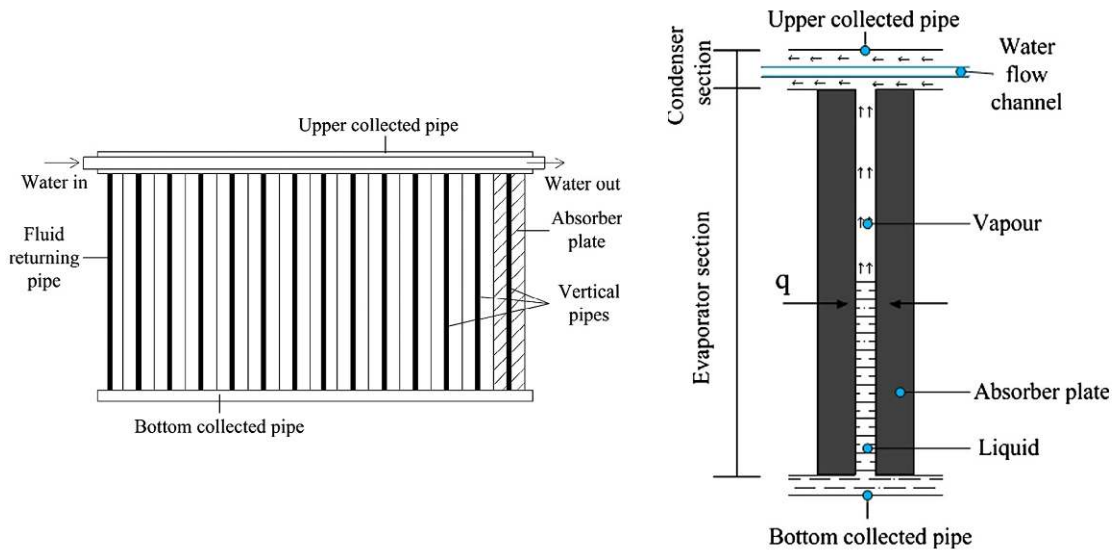 Upper collected pipe
Water in
Water out
Fluid
returning
pipe
Absorber
plate
Vertical
pipes
Bottom collected pipe
Upper collected pipe
Water
flow
channel
Condenser
section
Evaporator section
Vapour
q
Absorber plate
Liquid
Bottom collected pipe